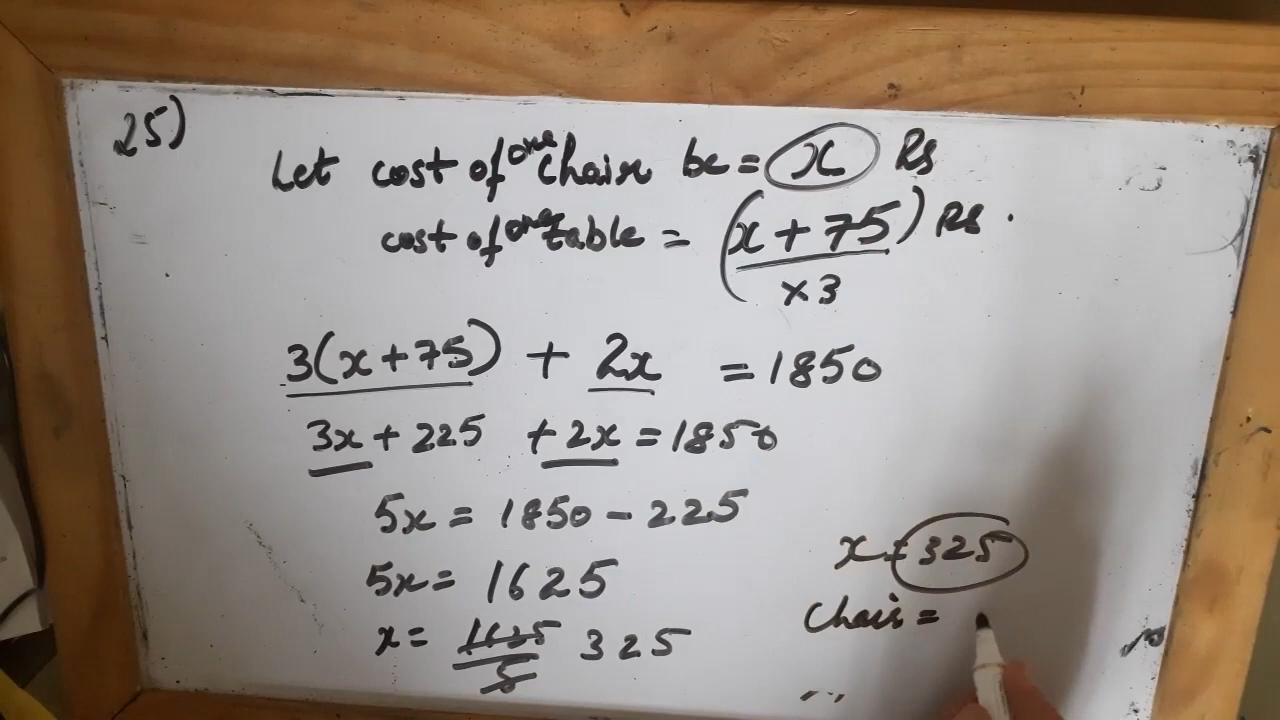 25)
Let cost of one chair be = x Rs
cost of one table = (x + 75) Rs.
x3
3(x+75) + 2x = 1850
3x + 225 + 2x = 1850
5x = 1850 - 225
5x = 1625
x = 1625/5 325
x = 325
Chair =